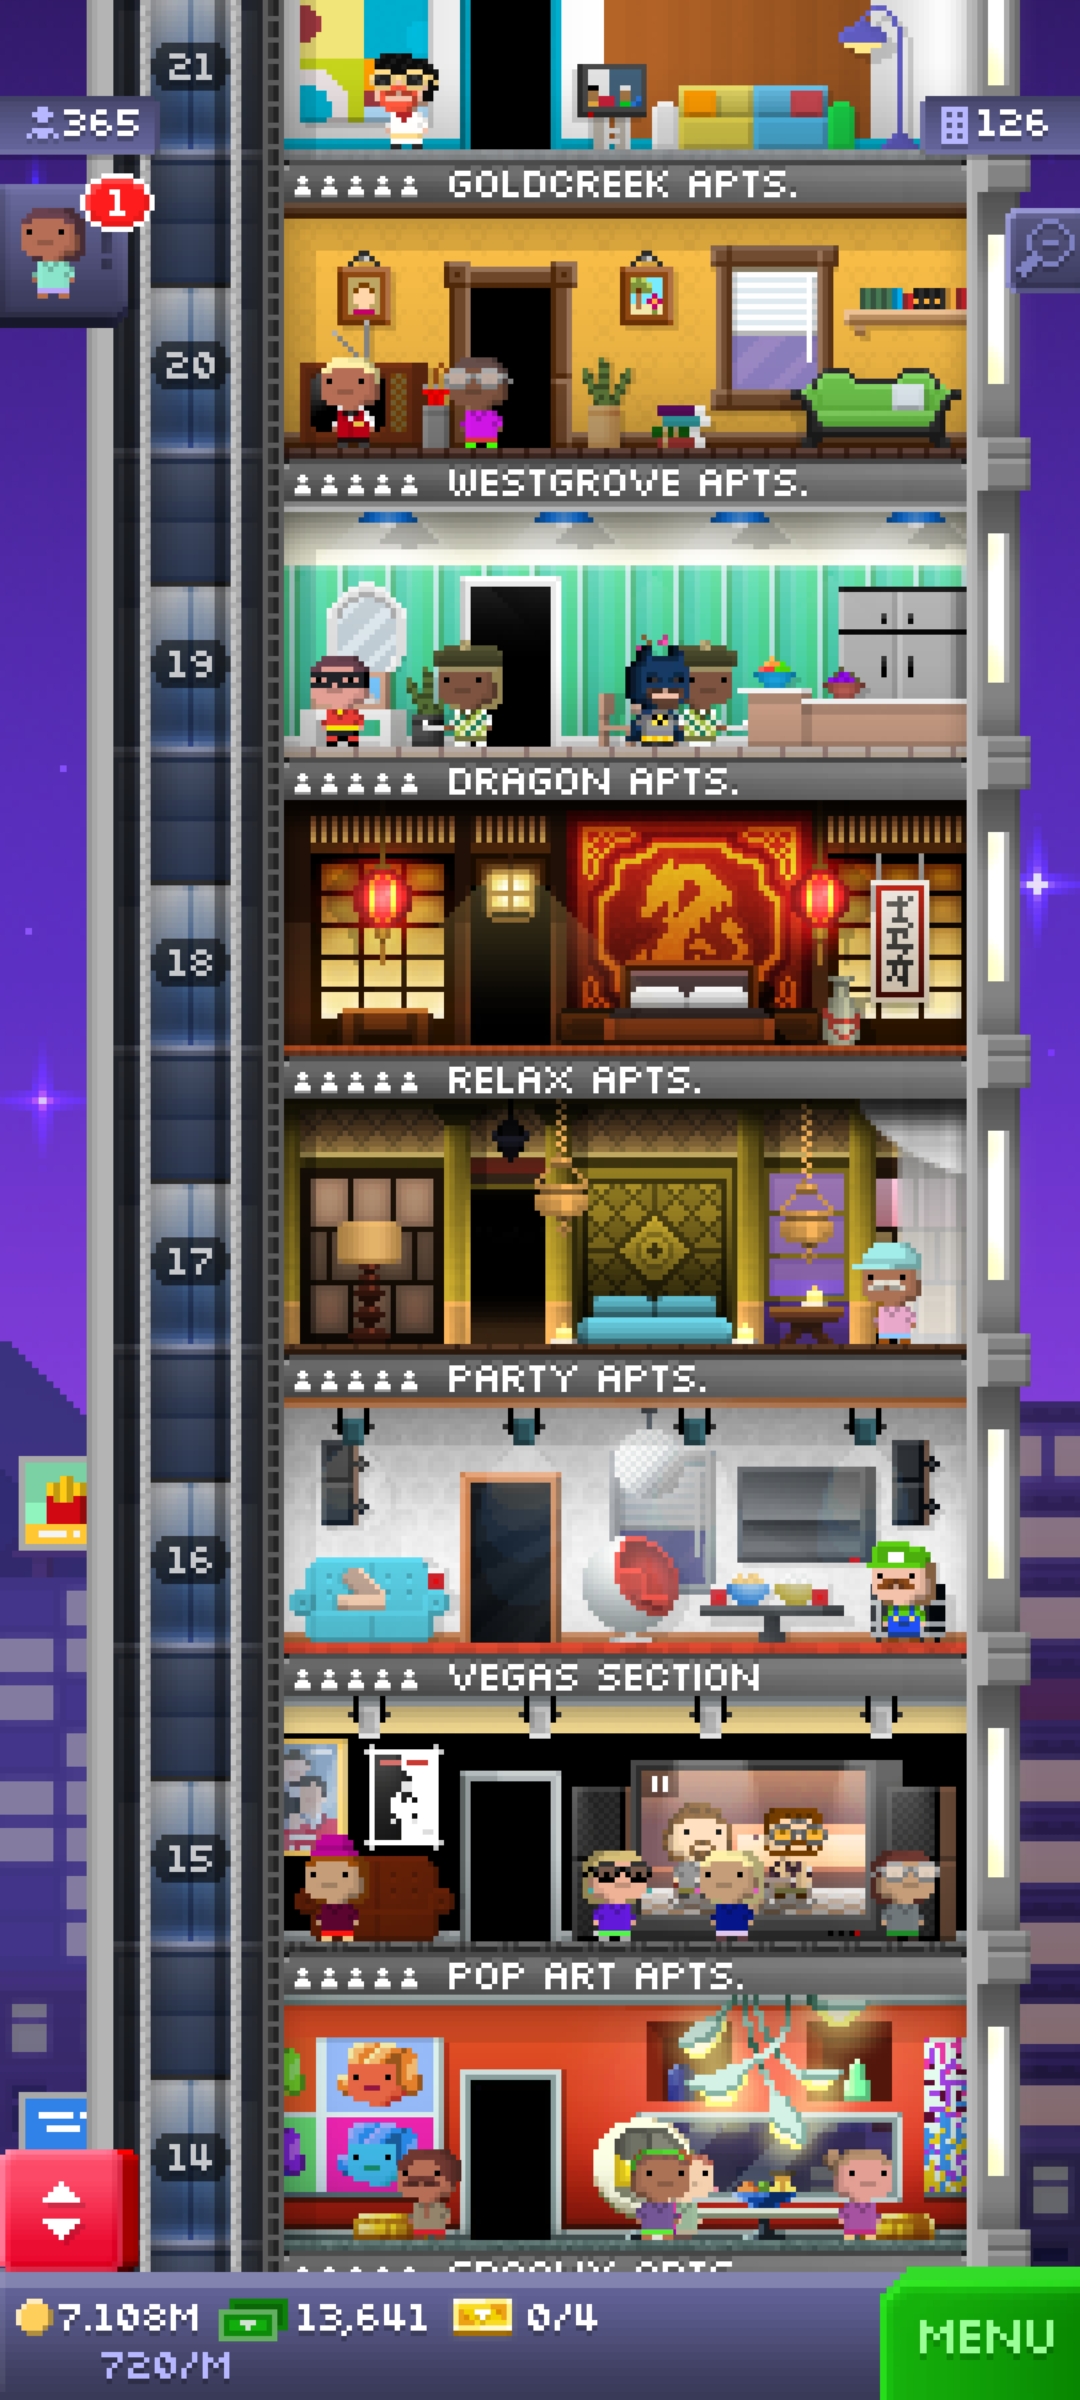 21
365
126
1
GOLDCREEK APTS.
20
WESTGROVE APTS.
19
DRAGON APTS.
18
RELAX APTS.
17
PARTY APTS.
16
VEGAS SECTION
15
POP ART APTS.
14
7.108M
13,641
0/4
720/M
MENU